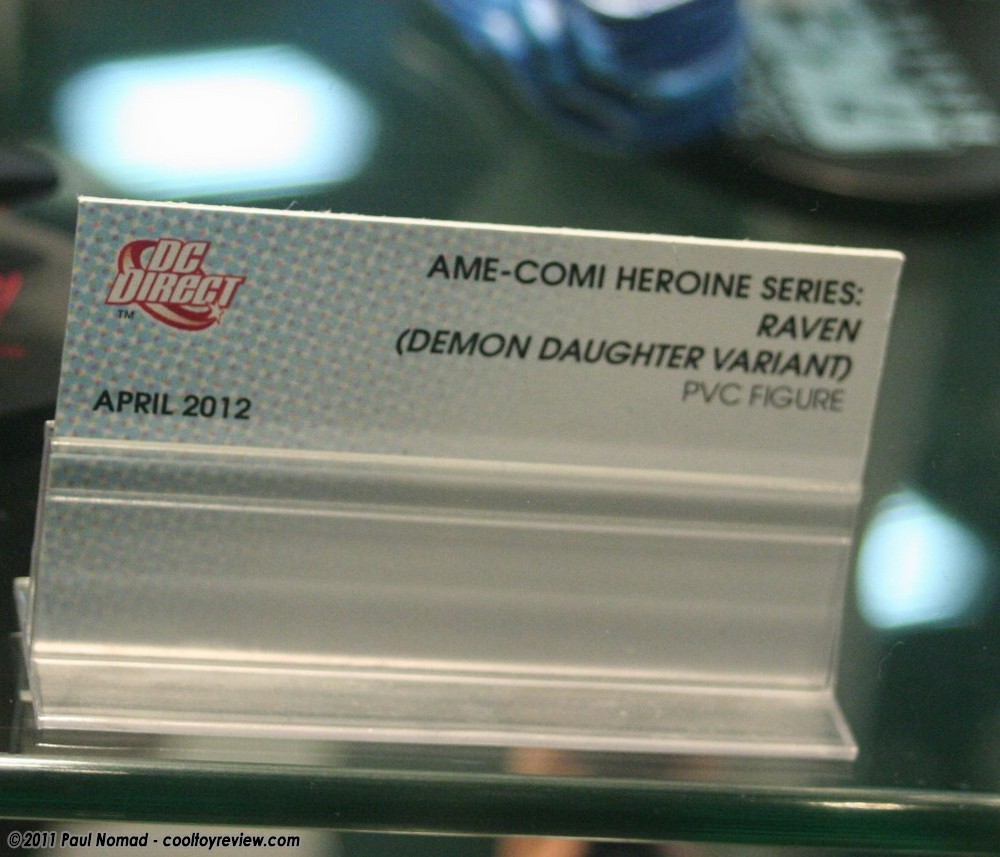 DC
DIRECT
TM
AME-COMI HEROINE SERIES:
RAVEN
(DEMON DAUGHTER VARIANT)
PVC FIGURE
APRIL 2012
©2011 Paul Nomad - cooltoyreview.com